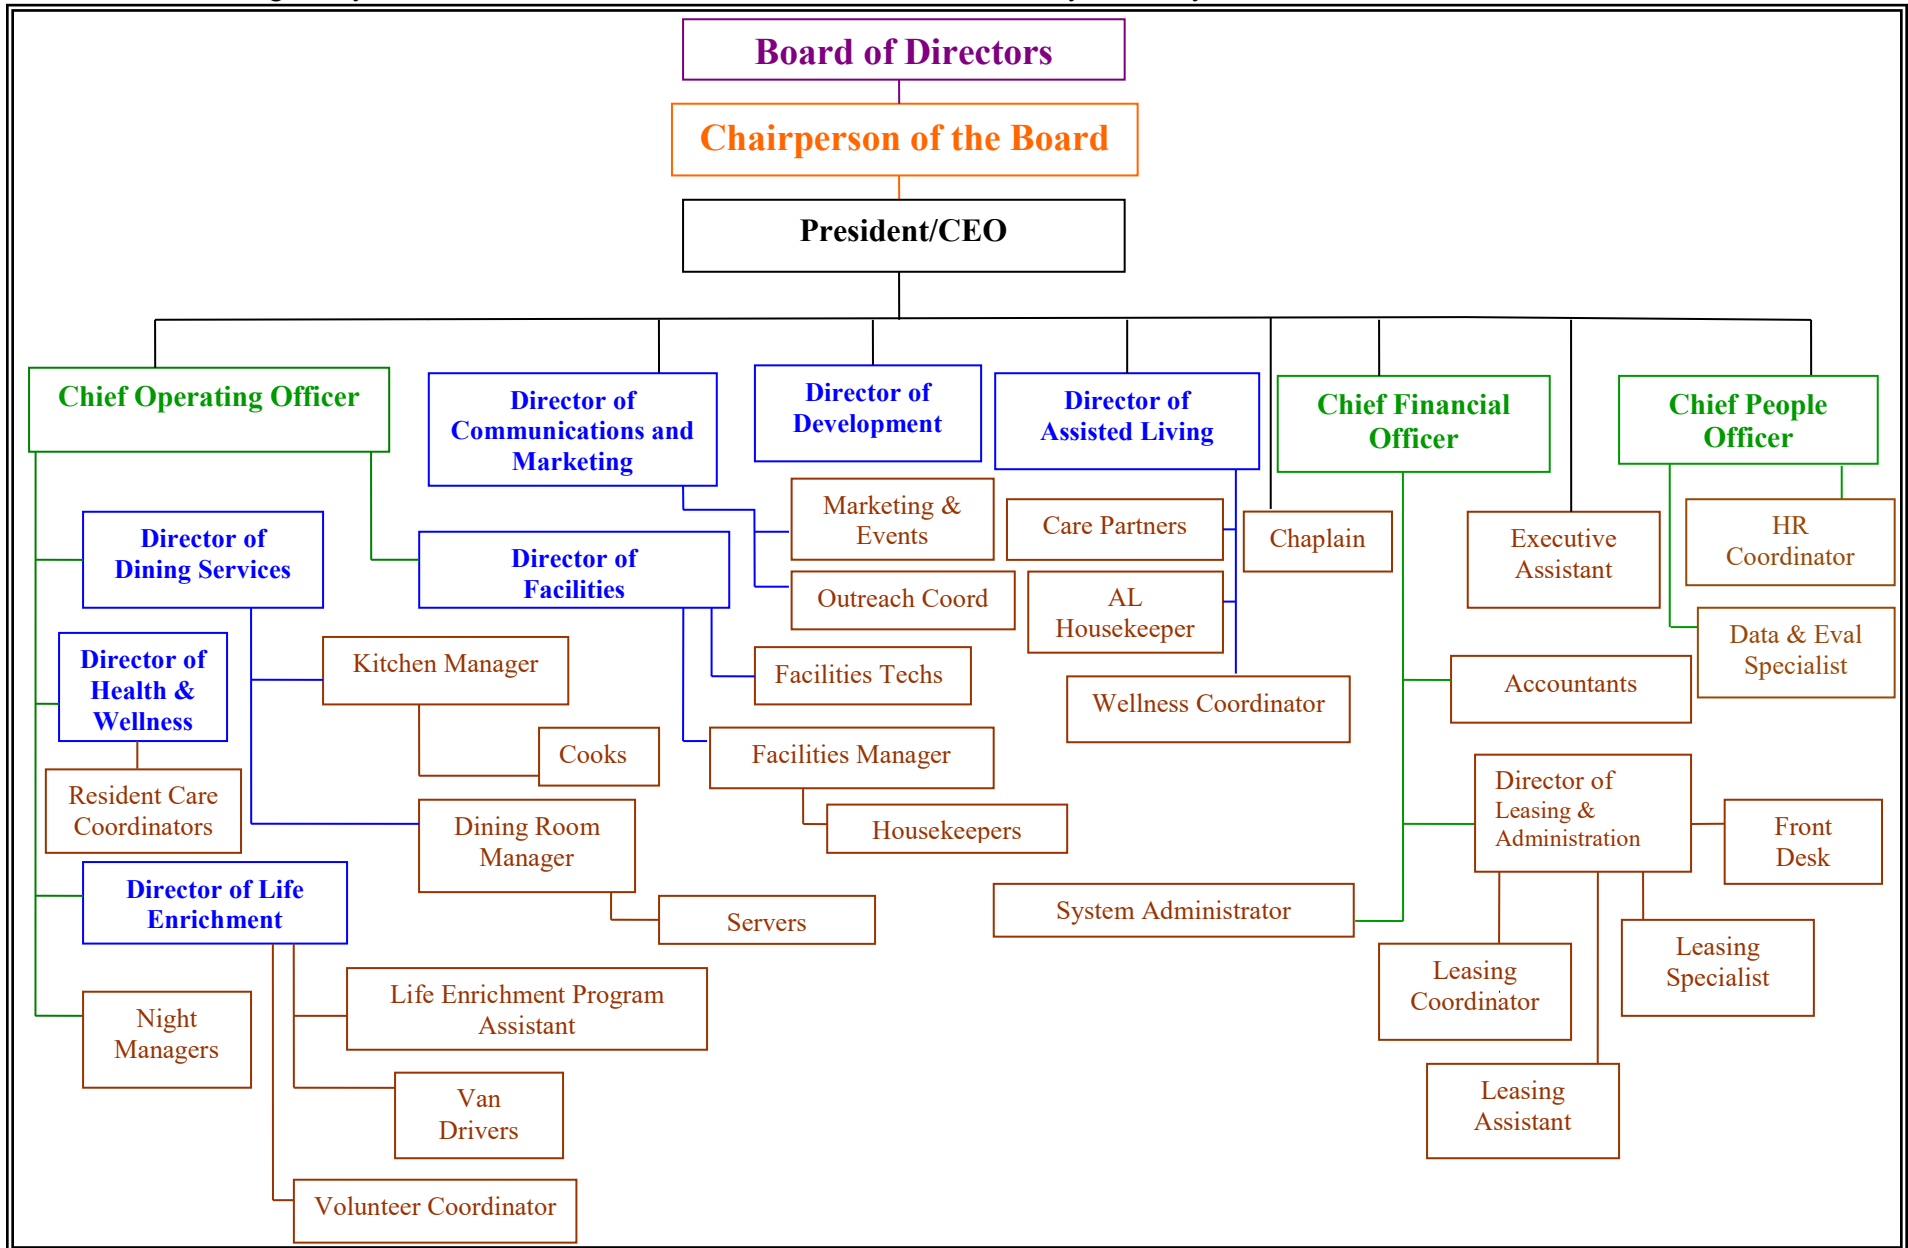 Board of Directors
Chairperson of the Board
President/CEO
Chief Operating Officer
Director of
Communications and
Marketing
Director of
Development
Director of
Assisted Living
Chief Financial
Officer
Chief People
Officer
Director of
Dining Services
Director of
Facilities
Marketing &
Events
Outreach Coord
Care Partners
AL
Housekeeper
Chaplain
Executive
Assistant
HR
Coordinator
Data & Eval
Specialist
Director of
Health &
Wellness
Kitchen Manager
Facilities Techs
Wellness Coordinator
Accountants
Cooks
Facilities Manager
Resident Care
Coordinators
Dining Room
Manager
Housekeepers
Director of
Leasing &
Administration
Front
Desk
Director of Life
Enrichment
Servers
System Administrator
Leasing
Coordinator
Leasing
Specialist
Night
Managers
Life Enrichment Program
Assistant
Van
Drivers
Leasing
Assistant
Volunteer Coordinator